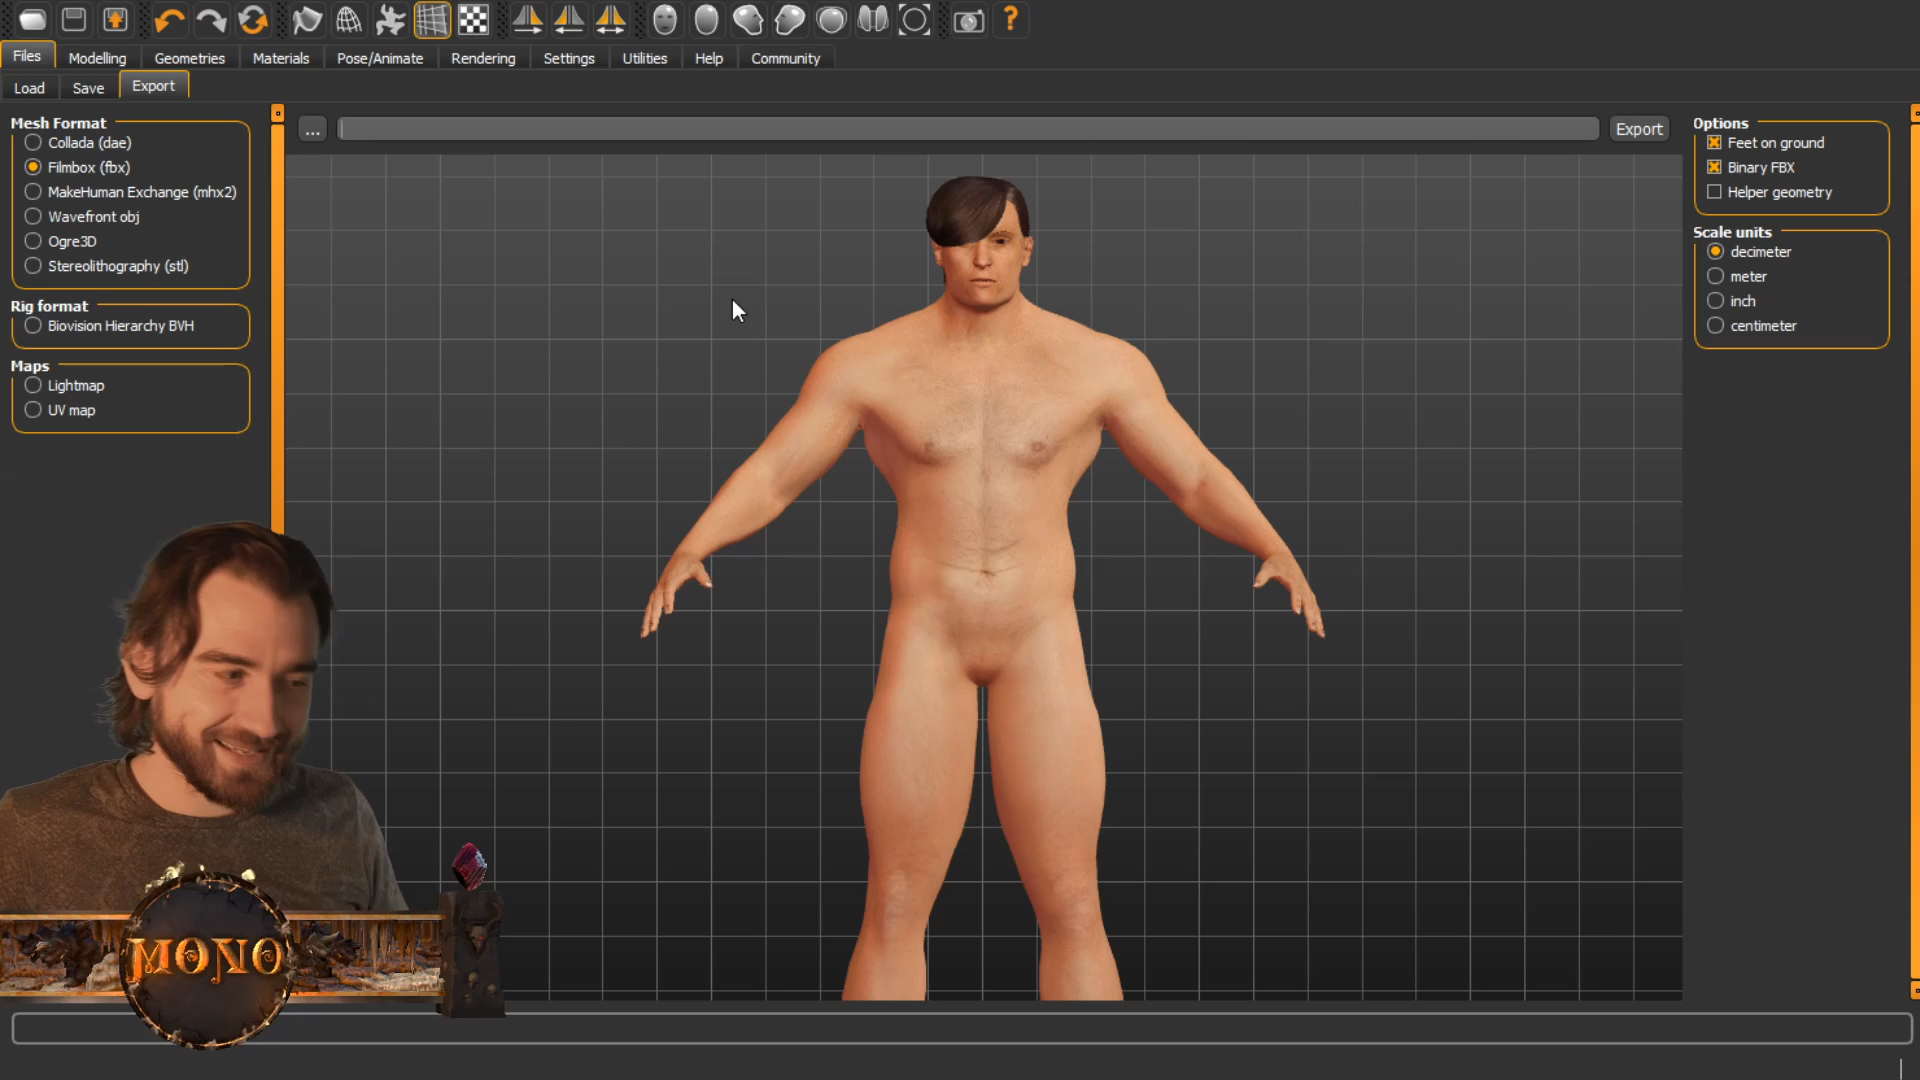 Files Modelling Geometries Materials Pose/Animate Rendering Settings Utilities Help Community
Load Save Export
Mesh Format
Collada (dae)
Filmbox (fbx)
MakeHuman Exchange (mhx2)
Wavefront obj
Ogre3D
Stereolithography (stl)
Rig format
Biovision Hierarchy BVH
Maps
Lightmap
UV map
... Export
Options
Feet on ground
Binary FBX
Helper geometry
Scale units
decimeter
meter
inch
centimeter
MONO